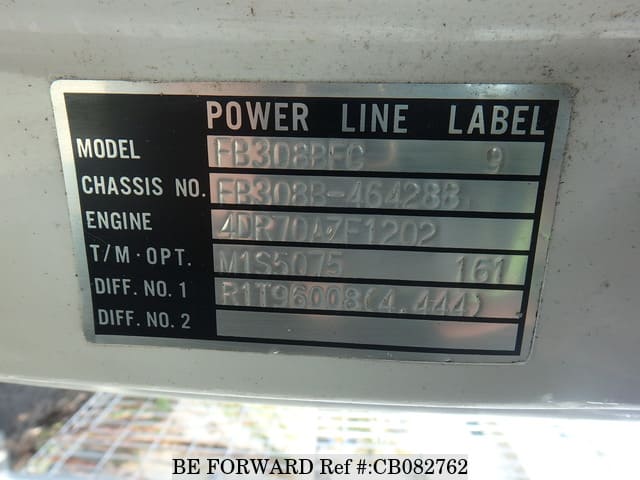 POWER LINE LABEL
MODEL FB308BFC 9
CHASSIS NO. FB308B-464288
ENGINE 4DR70A7F1202
T/M·OPT. M1S5075 161
DIFF. NO. 1 R1T96008(4.444)
DIFF. NO. 2
BE FORWARD Ref #:CB082762